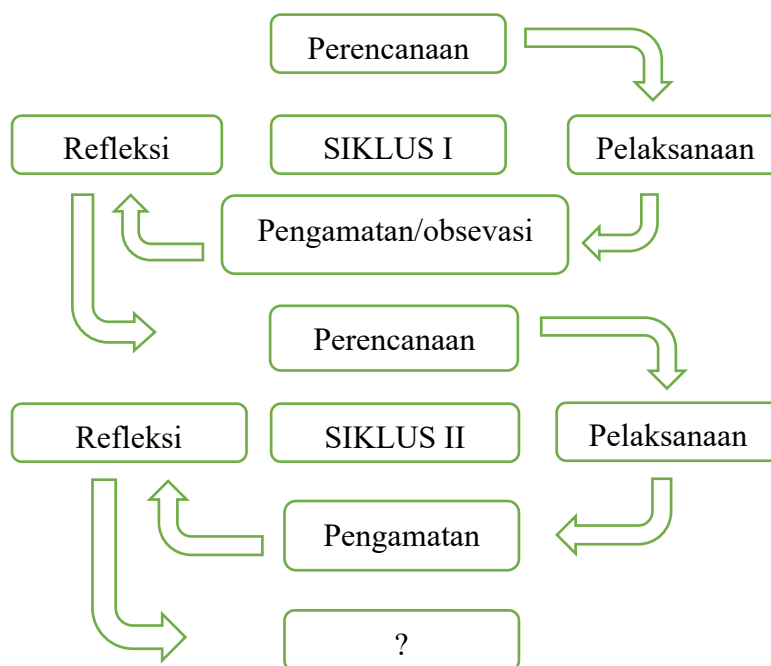 Perencanaan
Refleksi
SIKLUS I
Pelaksanaan
Pengamatan/obsevasi
Perencanaan
Refleksi
SIKLUS II
Pelaksanaan
Pengamatan
?